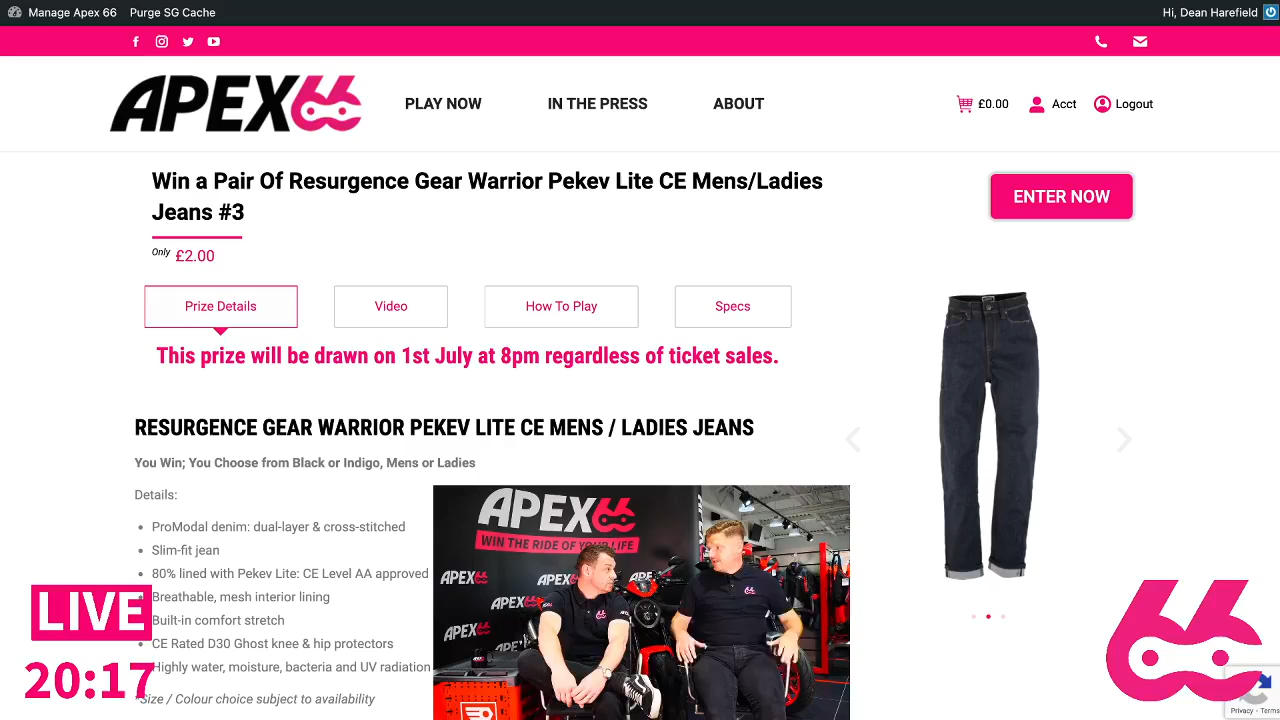 Manage Apex 66 Purge SG Cache Hi, Dean Harefield
APEX66 PLAY NOW IN THE PRESS ABOUT £0.00 Acct Logout
Win a Pair Of Resurgence Gear Warrior Pekev Lite CE Mens/Ladies
Jeans #3
ENTER NOW
Only £2.00
Prize Details Video How To Play Specs
This prize will be drawn on 1st July at 8pm regardless of ticket sales.
RESURGENCE GEAR WARRIOR PEKEV LITE CE MENS / LADIES JEANS
You Win; You Choose from Black or Indigo, Mens or Ladies
Details:
ProModal denim: dual-layer & cross-stitched
Slim-fit jean
80% lined with Pekev Lite: CE Level AA approved
Breathable, mesh interior lining
Built-in comfort stretch
CE Rated D30 Ghost knee & hip protectors
Highly water, moisture, bacteria and UV radiation
*Size / Colour choice subject to availability
LIVE
20:17
APEX66
WIN THE RIDE OF YOUR LIFE
APEX66
APEX66
APEX66
APEX66
66
Privacy - Terms